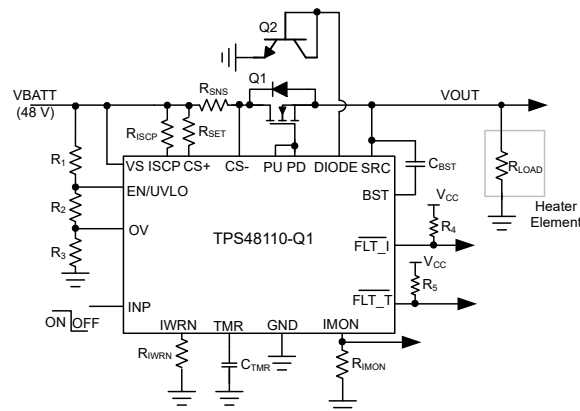 Q2
Q1
VBATT
(48 V)
RSNS
VOUT
RISCP
RSET
R1
VS ISCP CS+ CS- PU PD DIODE SRC
CBST
RLOAD
EN/UVLO
BST
R2
VCC
Heater
Element
OV
TPS48110-Q1
R4
R3
FLT_I
VCC
R5
FLT_T
INP
ON OFF
IWRN TMR GND IMON
RIWRN
CTMR
RIMON